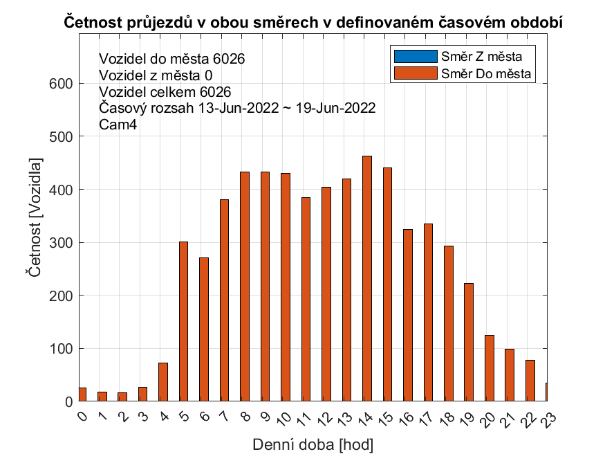 Četnost průjezdů v obou směrech v definovaném časovém období
Vozidel do města 6026
Vozidel z města 0
Vozidel celkem 6026
Časový rozsah 13-Jun-2022 ~ 19-Jun-2022
Cam4
Směr Z města
Směr Do města
Četnost [Vozidla]
600
500
400
300
200
100
0
0 1 2 3 4 5 6 7 8 9 10 11 12 13 14 15 16 17 18 19 20 21 22 23
Denní doba [hod]